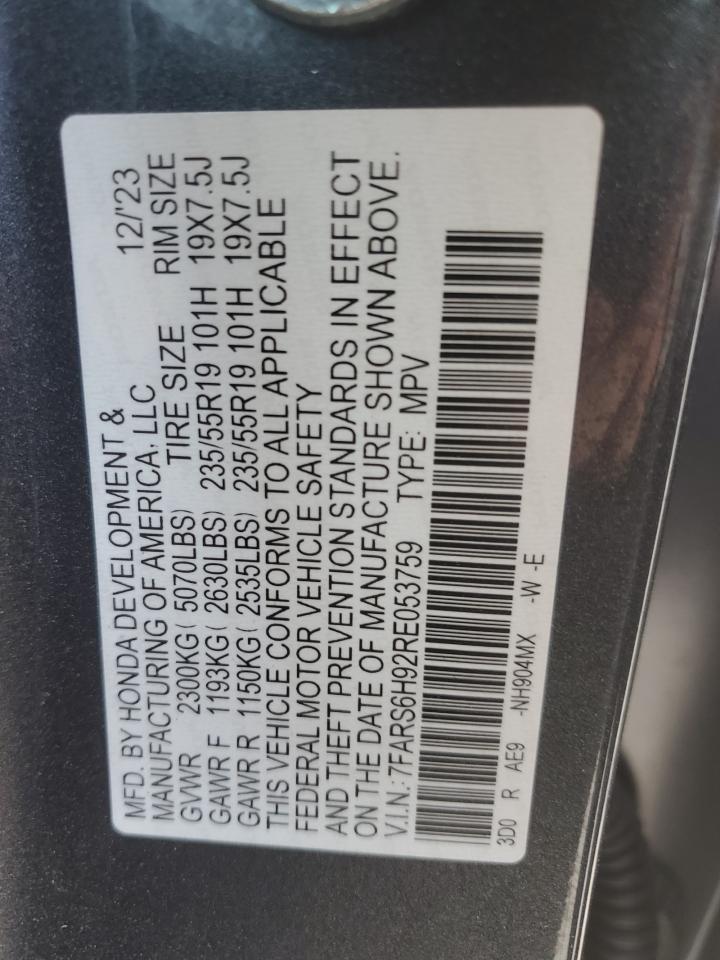 MFD. BY HONDA DEVELOPMENT & 12/'23
MANUFACTURING OF AMERICA, LLC
GVWR 2300KG ( 5070LBS) TIRE SIZE RIM SIZE
GAWR F 1193KG ( 2630LBS) 235/55R19 101H 19X7.5J
GAWR R 1150KG ( 2535LBS) 235/55R19 101H 19X7.5J
THIS VEHICLE CONFORMS TO ALL APPLICABLE
FEDERAL MOTOR VEHICLE SAFETY
AND THEFT PREVENTION STANDARDS IN EFFECT
ON THE DATE OF MANUFACTURE SHOWN ABOVE.
V.I.N.: 7FARS6H92RE053759 TYPE: MPV
3D0 R AE9 -NH904MX -W -E